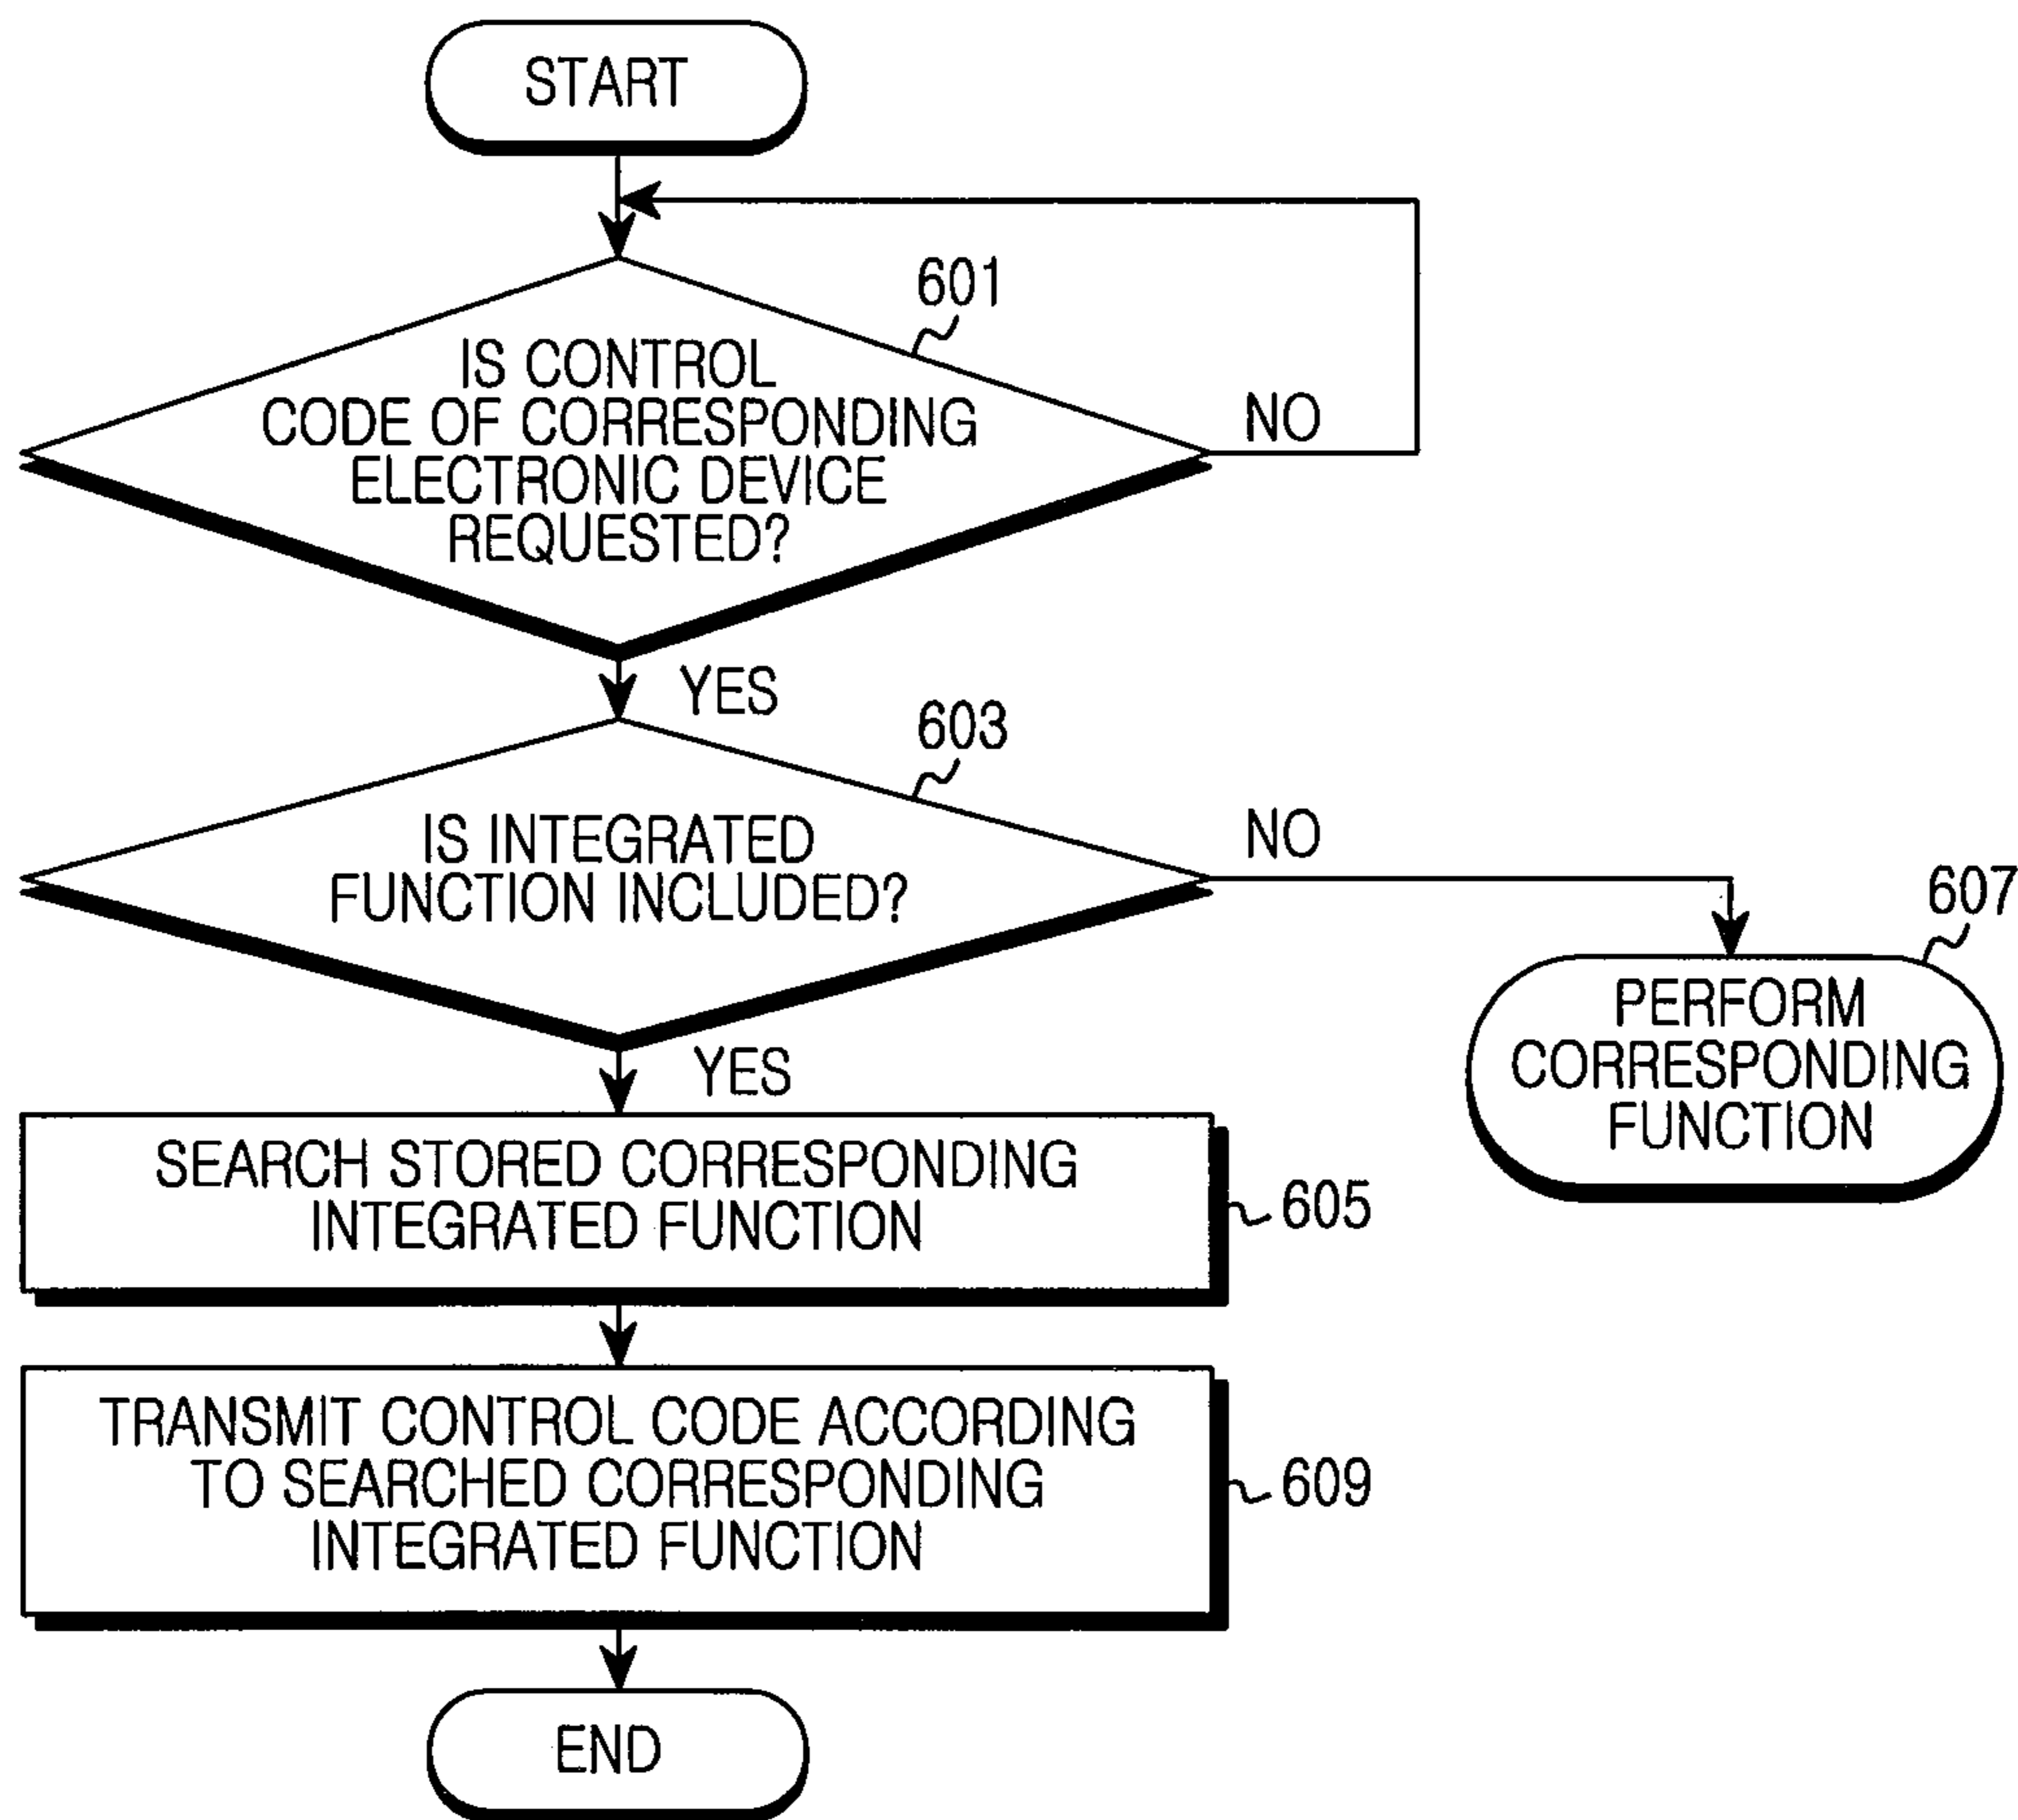 START
601
IS CONTROL
CODE OF CORRESPONDING
ELECTRONIC DEVICE
REQUESTED?
NO
YES
603
IS INTEGRATED
FUNCTION INCLUDED?
NO
607
PERFORM
CORRESPONDING
FUNCTION
YES
SEARCH STORED CORRESPONDING
INTEGRATED FUNCTION
605
TRANSMIT CONTROL CODE ACCORDING
TO SEARCHED CORRESPONDING
INTEGRATED FUNCTION
609
END